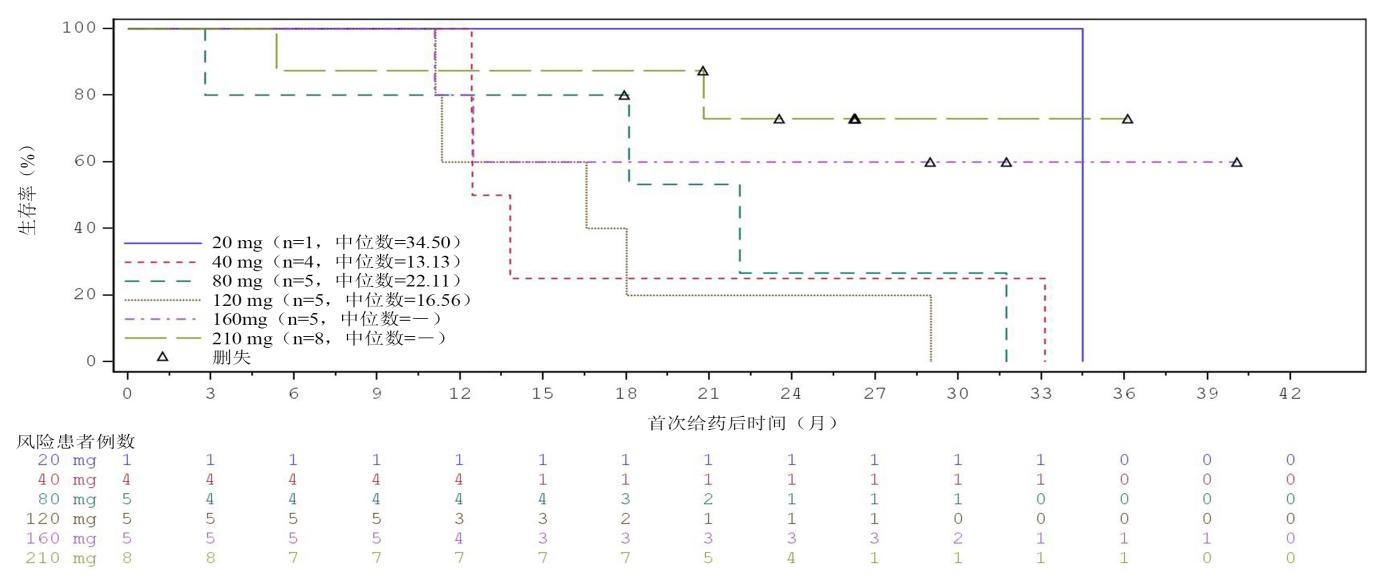 100
80
60
40
20
0
生存率（%）
20 mg（n=1，中位数=34.50）
40 mg（n=4，中位数=13.13）
80 mg（n=5，中位数=22.11）
120 mg（n=5，中位数=16.56）
160mg（n=5，中位数=－）
210 mg（n=8，中位数=－）
删失
0 3 6 9 12 15 18 21 24 27 30 33 36 39 42
首次给药后时间（月）
风险患者例数
20 mg 1 1 1 1 1 1 1 1 1 1 1 1 0 0 0
40 mg 4 4 4 4 4 1 1 1 1 1 1 1 0 0 0
80 mg 5 4 4 4 4 4 3 2 1 1 1 0 0 0 0
120 mg 5 5 5 5 3 3 2 1 1 1 0 0 0 0 0
160 mg 5 5 5 5 4 3 3 3 3 3 2 1 1 1 0
210 mg 8 8 7 7 7 7 7 5 4 1 1 1 1 0 0